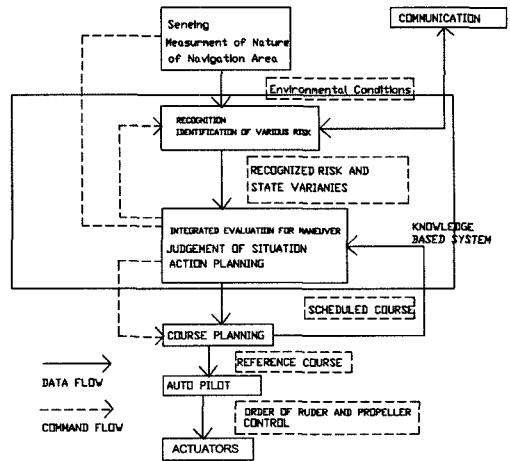 Seneing
Measurment of Nature
of Navigation Area
COMMUNICATION
Environmental Conditions
RECOGNITION
IDENTIFICATION OF VARIOUS RISK
RECOGNIZED RISK AND
STATE VARIANIES
INTEGRATED EVALUATION FOR MANEUVER
JUDGEMENT OF SITUATION
ACTION PLANNING
KNOWLEDGE
BASED SYSTEM
SCHEDULED COURSE
COURSE PLANNING
REFERENCE COURSE
DATA FLOW
AUTO PILOT
COMMAND FLOW
ORDER OF RUDER AND PROPELLER
CONTROL
ACTUATORS